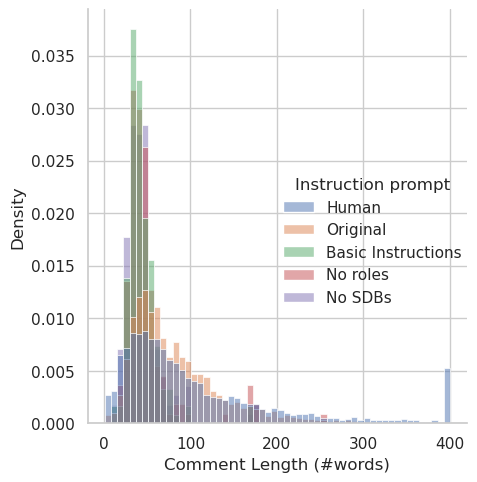 0.035
0.030
0.025
0.020
0.015
0.010
0.005
0.000
Density
Instruction prompt
Human
Original
Basic Instructions
No roles
No SDBs
0 100 200 300 400
Comment Length (#words)